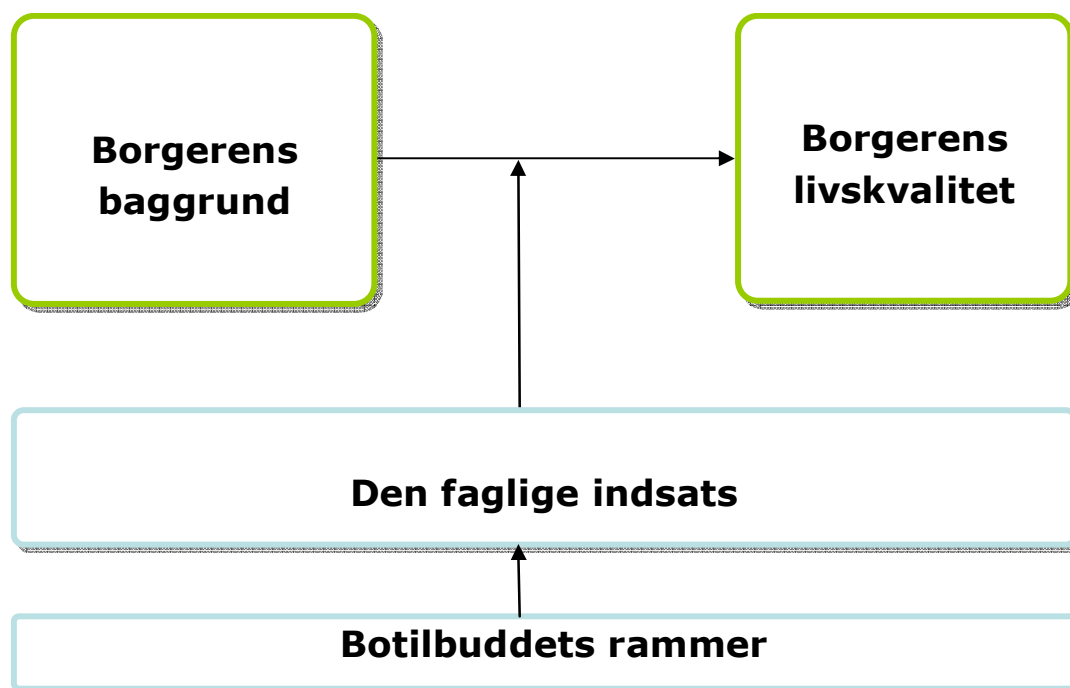 Borgerens
baggrund
Borgerens
livskvalitet
Den faglige indsats
Botilbuddets rammer